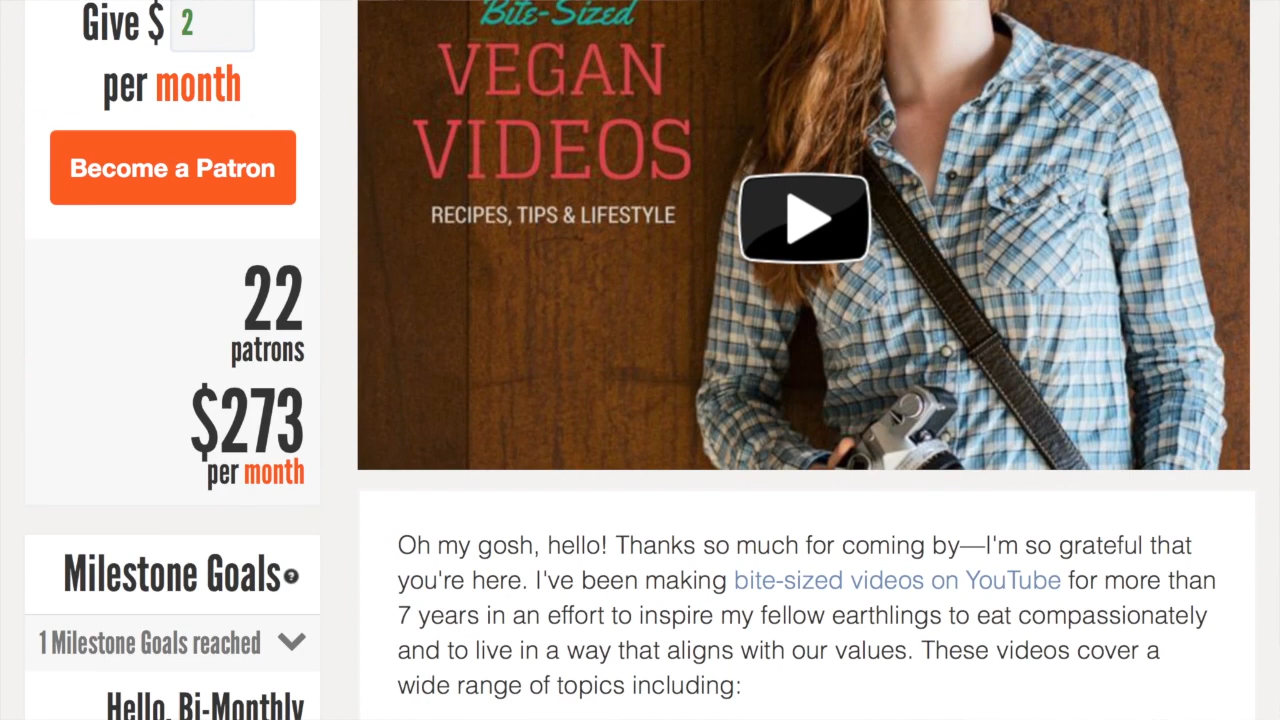 Give $ 2
per month
Become a Patron
22
patrons
$273
per month
Milestone Goals
1 Milestone Goals reached
Hello, Bi-Monthly
Bite-Sized
VEGAN
VIDEOS
RECIPES, TIPS & LIFESTYLE
Oh my gosh, hello! Thanks so much for coming by—I'm so grateful that
you're here. I've been making bite-sized videos on YouTube for more than
7 years in an effort to inspire my fellow earthlings to eat compassionately
and to live in a way that aligns with our values. These videos cover a
wide range of topics including: